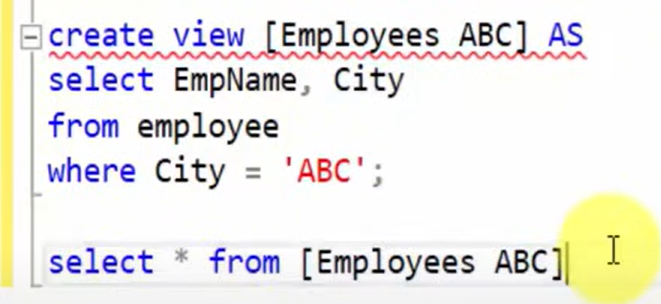 create view [Employees ABC] AS
select EmpName, City
from employee
where City = 'ABC';
select * from [Employees ABC]